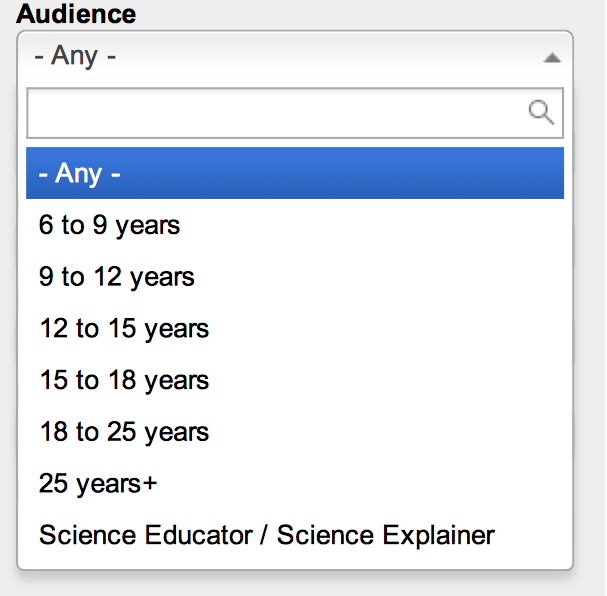 Audience
- Any -
- Any -
6 to 9 years
9 to 12 years
12 to 15 years
15 to 18 years
18 to 25 years
25 years+
Science Educator / Science Explainer